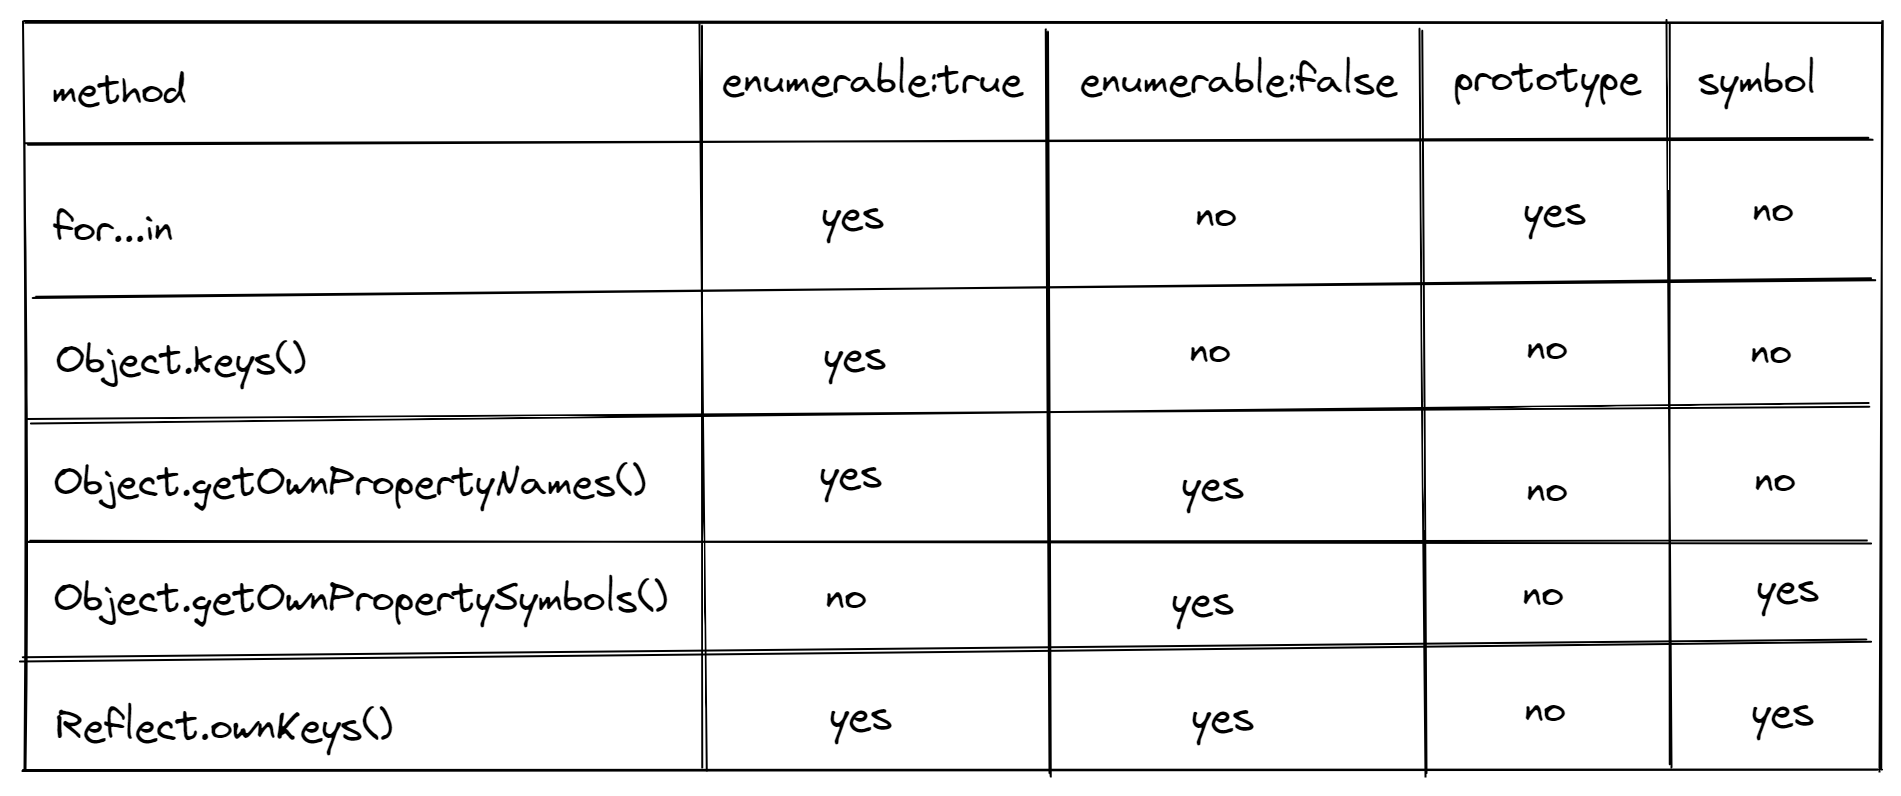 method enumerable:true enumerable:false prototype symbol
for...in yes no yes no
Object.keys() yes no no no
Object.getOwnPropertyNames() yes yes no no
Object.getOwnPropertySymbols() no yes no yes
Reflect.ownKeys() yes yes no yes